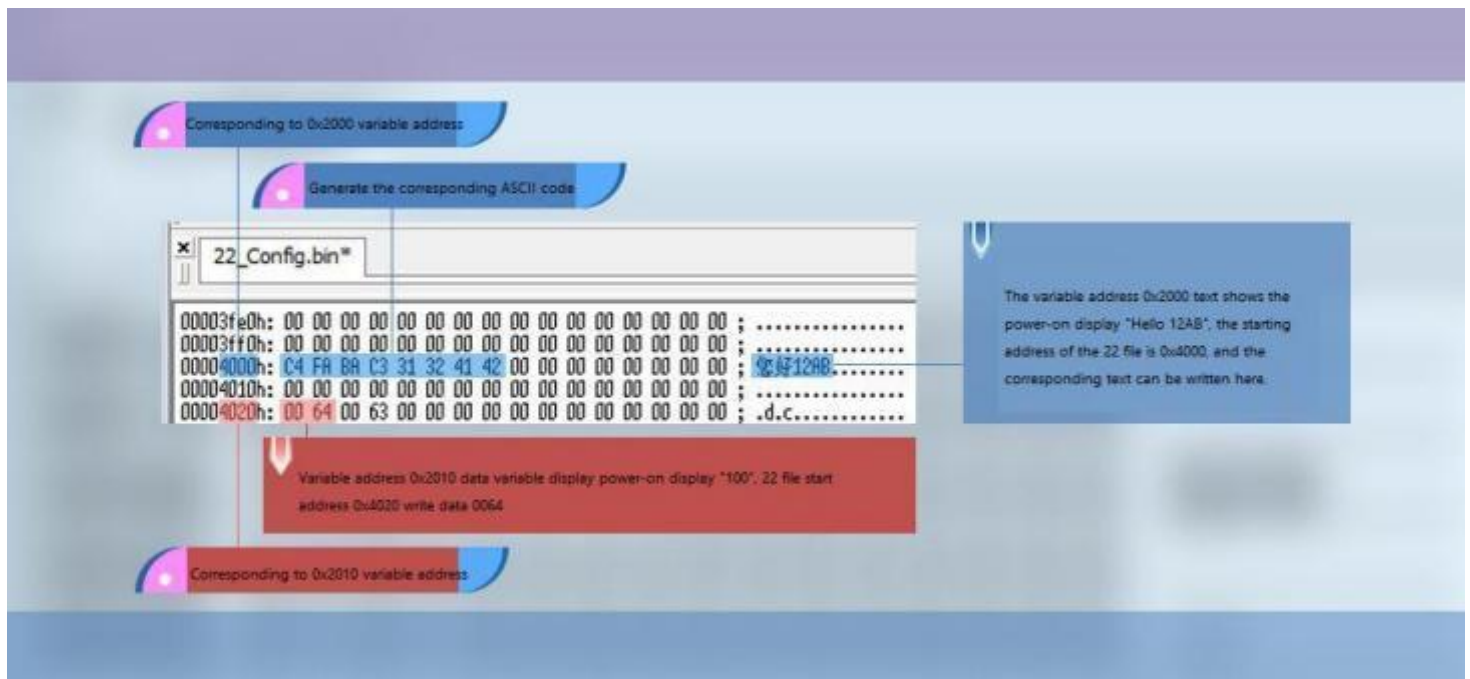 Corresponding to 0x2000 variable address
Generate the corresponding ASCII code
22_Config.bin*
00003fe0h: 00 00 00 00 00 00 00 00 00 00 00 00 00 00 00 00 ; ................
00003ff0h: 00 00 00 00 00 00 00 00 00 00 00 00 00 00 00 00 ; ................
00004000h: C4 FA BA C3 31 32 41 42 00 00 00 00 00 00 00 00 ; 您好12AB........
00004010h: 00 00 00 00 00 00 00 00 00 00 00 00 00 00 00 00 ; ................
00004020h: 00 64 00 63 00 00 00 00 00 00 00 00 00 00 00 00 ; .d.c............
The variable address 0x2000 text shows the
power-on display "Hello 12AB", the starting
address of the 22 file is 0x4000, and the
corresponding text can be written here.
Variable address 0x2010 data variable display power-on display "100", 22 file start
address 0x4020 write data 0064
Corresponding to 0x2010 variable address